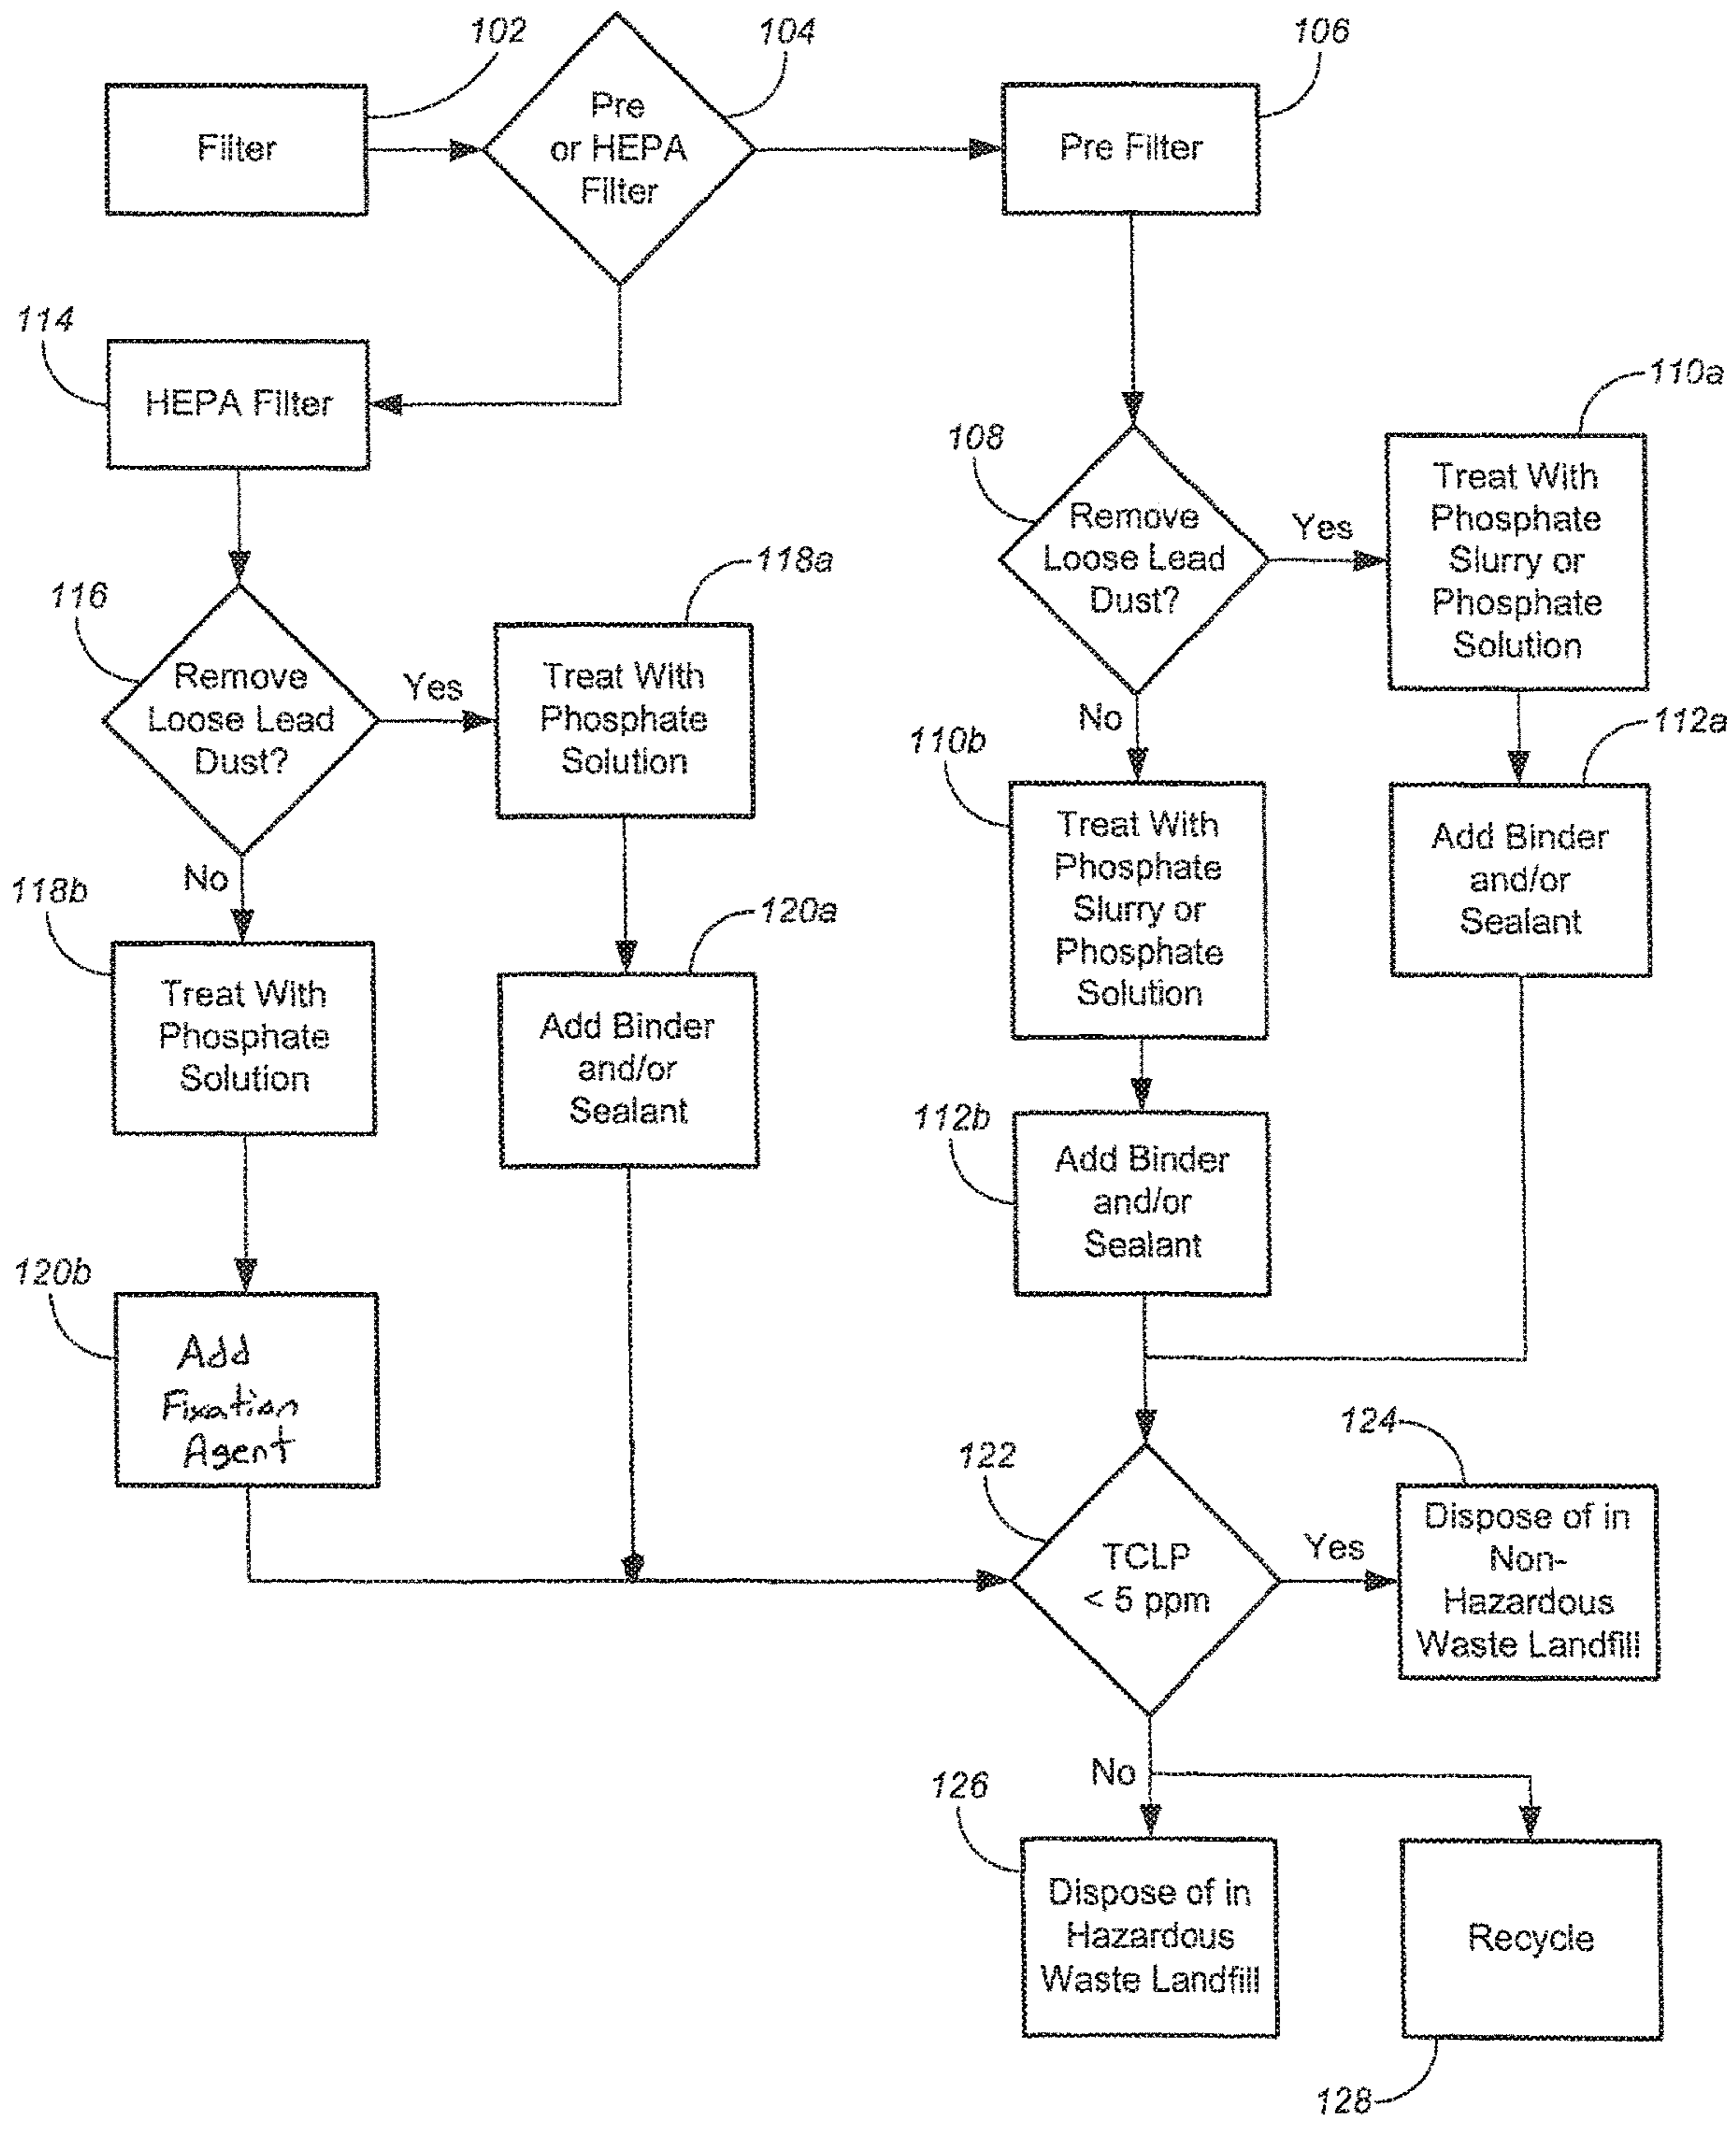 102
104
106
Filter
Pre
or HEPA
Filter
Pre Filter
114
HEPA Filter
108
Remove
Loose Lead
Dust?
Yes
110a
Treat With
Phosphate
Slurry or
Phosphate
Solution
116
Remove
Loose Lead
Dust?
Yes
118a
Treat With
Phosphate
Solution
No
110b
Treat With
Phosphate
Slurry or
Phosphate
Solution
112a
Add Binder
and/or
Sealant
No
118b
Treat With
Phosphate
Solution
120a
Add Binder
and/or
Sealant
112b
Add Binder
and/or
Sealant
120b
Add
Fixation
Agent
122
TCLP
< 5 ppm
Yes
124
Dispose of in
Non-
Hazardous
Waste Landfill
No
126
Dispose of in
Hazardous
Waste Landfill
Recycle
128